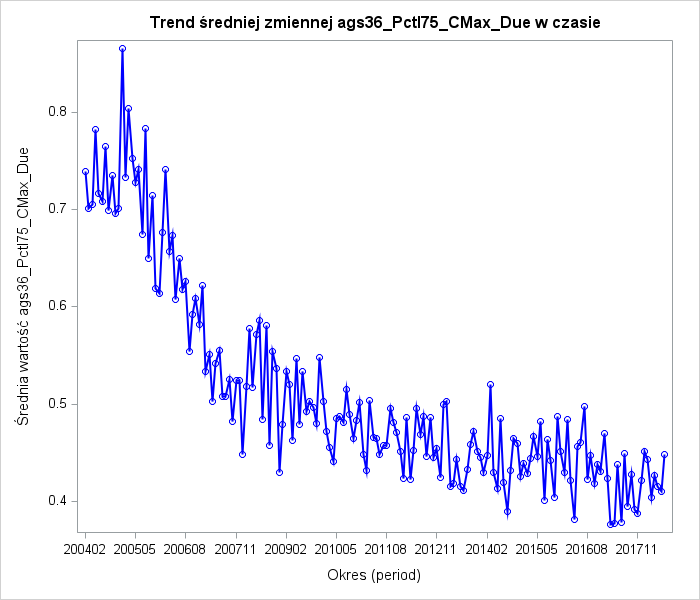 Trend średniej zmiennej ags36_Pctl75_CMax_Due w czasie
Średnia wartość ags36_Pctl75_CMax_Due
0.8
0.7
0.6
0.5
0.4
200402 200505 200608 200711 200902 201005 201108 201211 201402 201505 201608 201711
Okres (period)